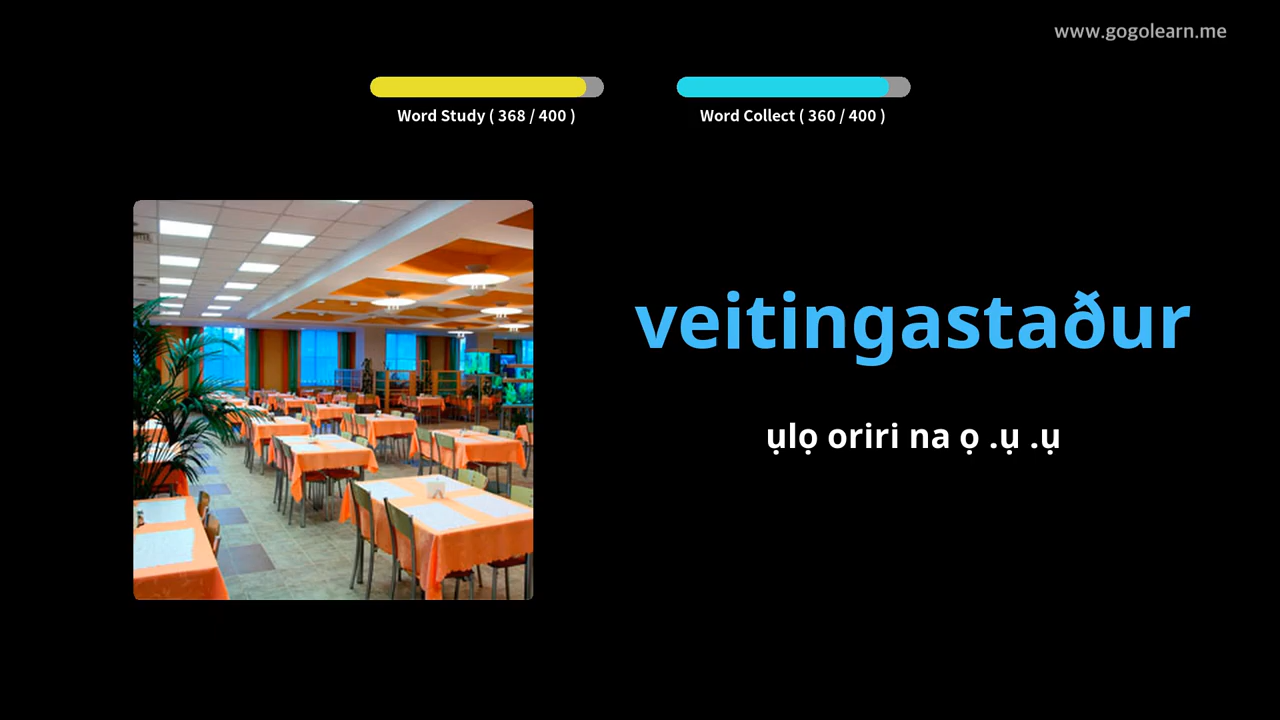 www.gogolearn.me
Word Study ( 368 / 400 )
Word Collect ( 360 / 400 )
veitingastaður
ụlọ oriri na ọ .ụ .ụ